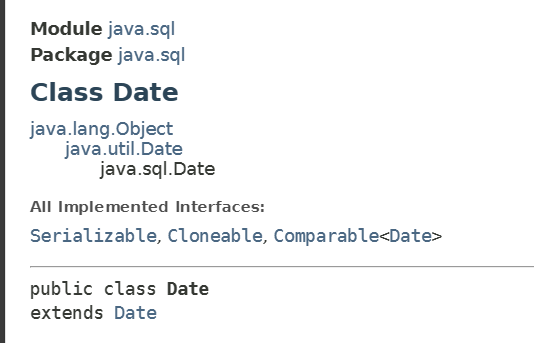 Module java.sql
Package java.sql
Class Date
java.lang.Object
java.util.Date
java.sql.Date
All Implemented Interfaces:
Serializable, Cloneable, Comparable<Date>
public class Date
extends Date